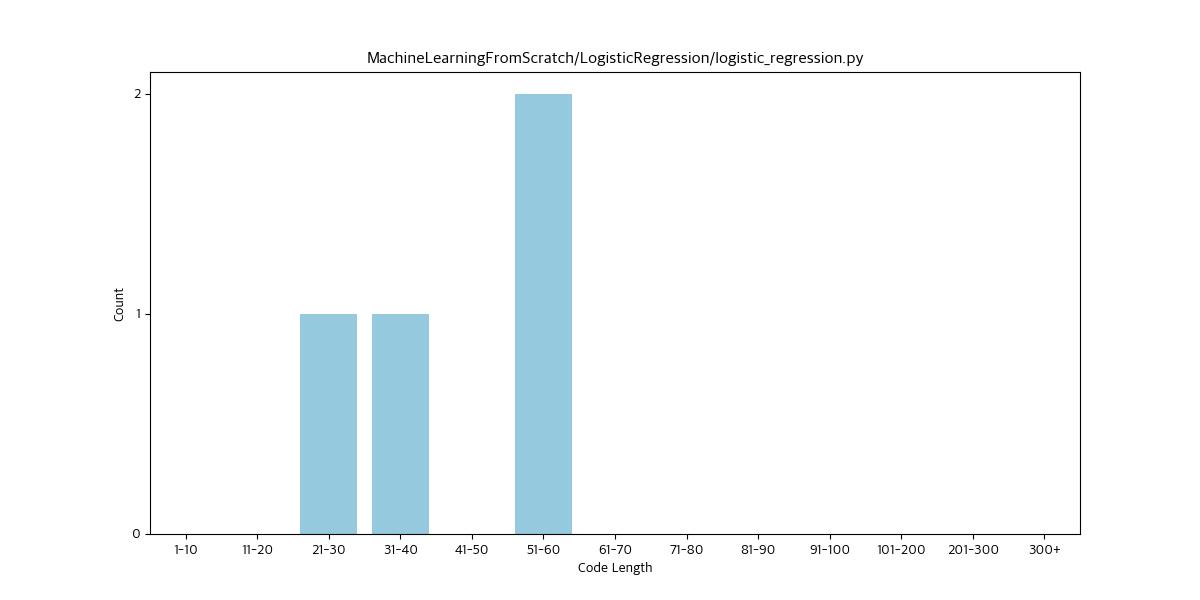 MachineLearningFromScratch/LogisticRegression/logistic_regression.py
2
1
0
Count
1-10 11-20 21-30 31-40 41-50 51-60 61-70 71-80 81-90 91-100 101-200 201-300 300+
Code Length